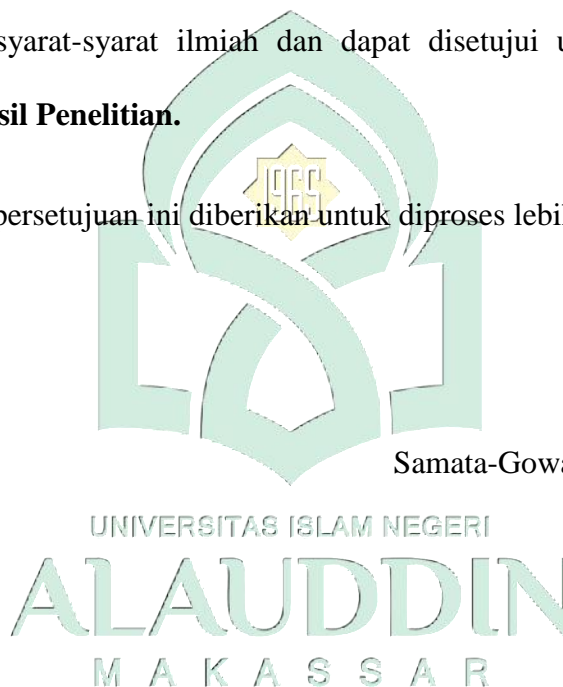 syarat-syarat ilmiah dan dapat disetujui
sil Penelitian.
1965
persetujuan ini diberikan untuk diproses
Samata-Gowa
UNIVERSITAS ISLAM NEGERI
ALAUDDIN
MAKASSAR